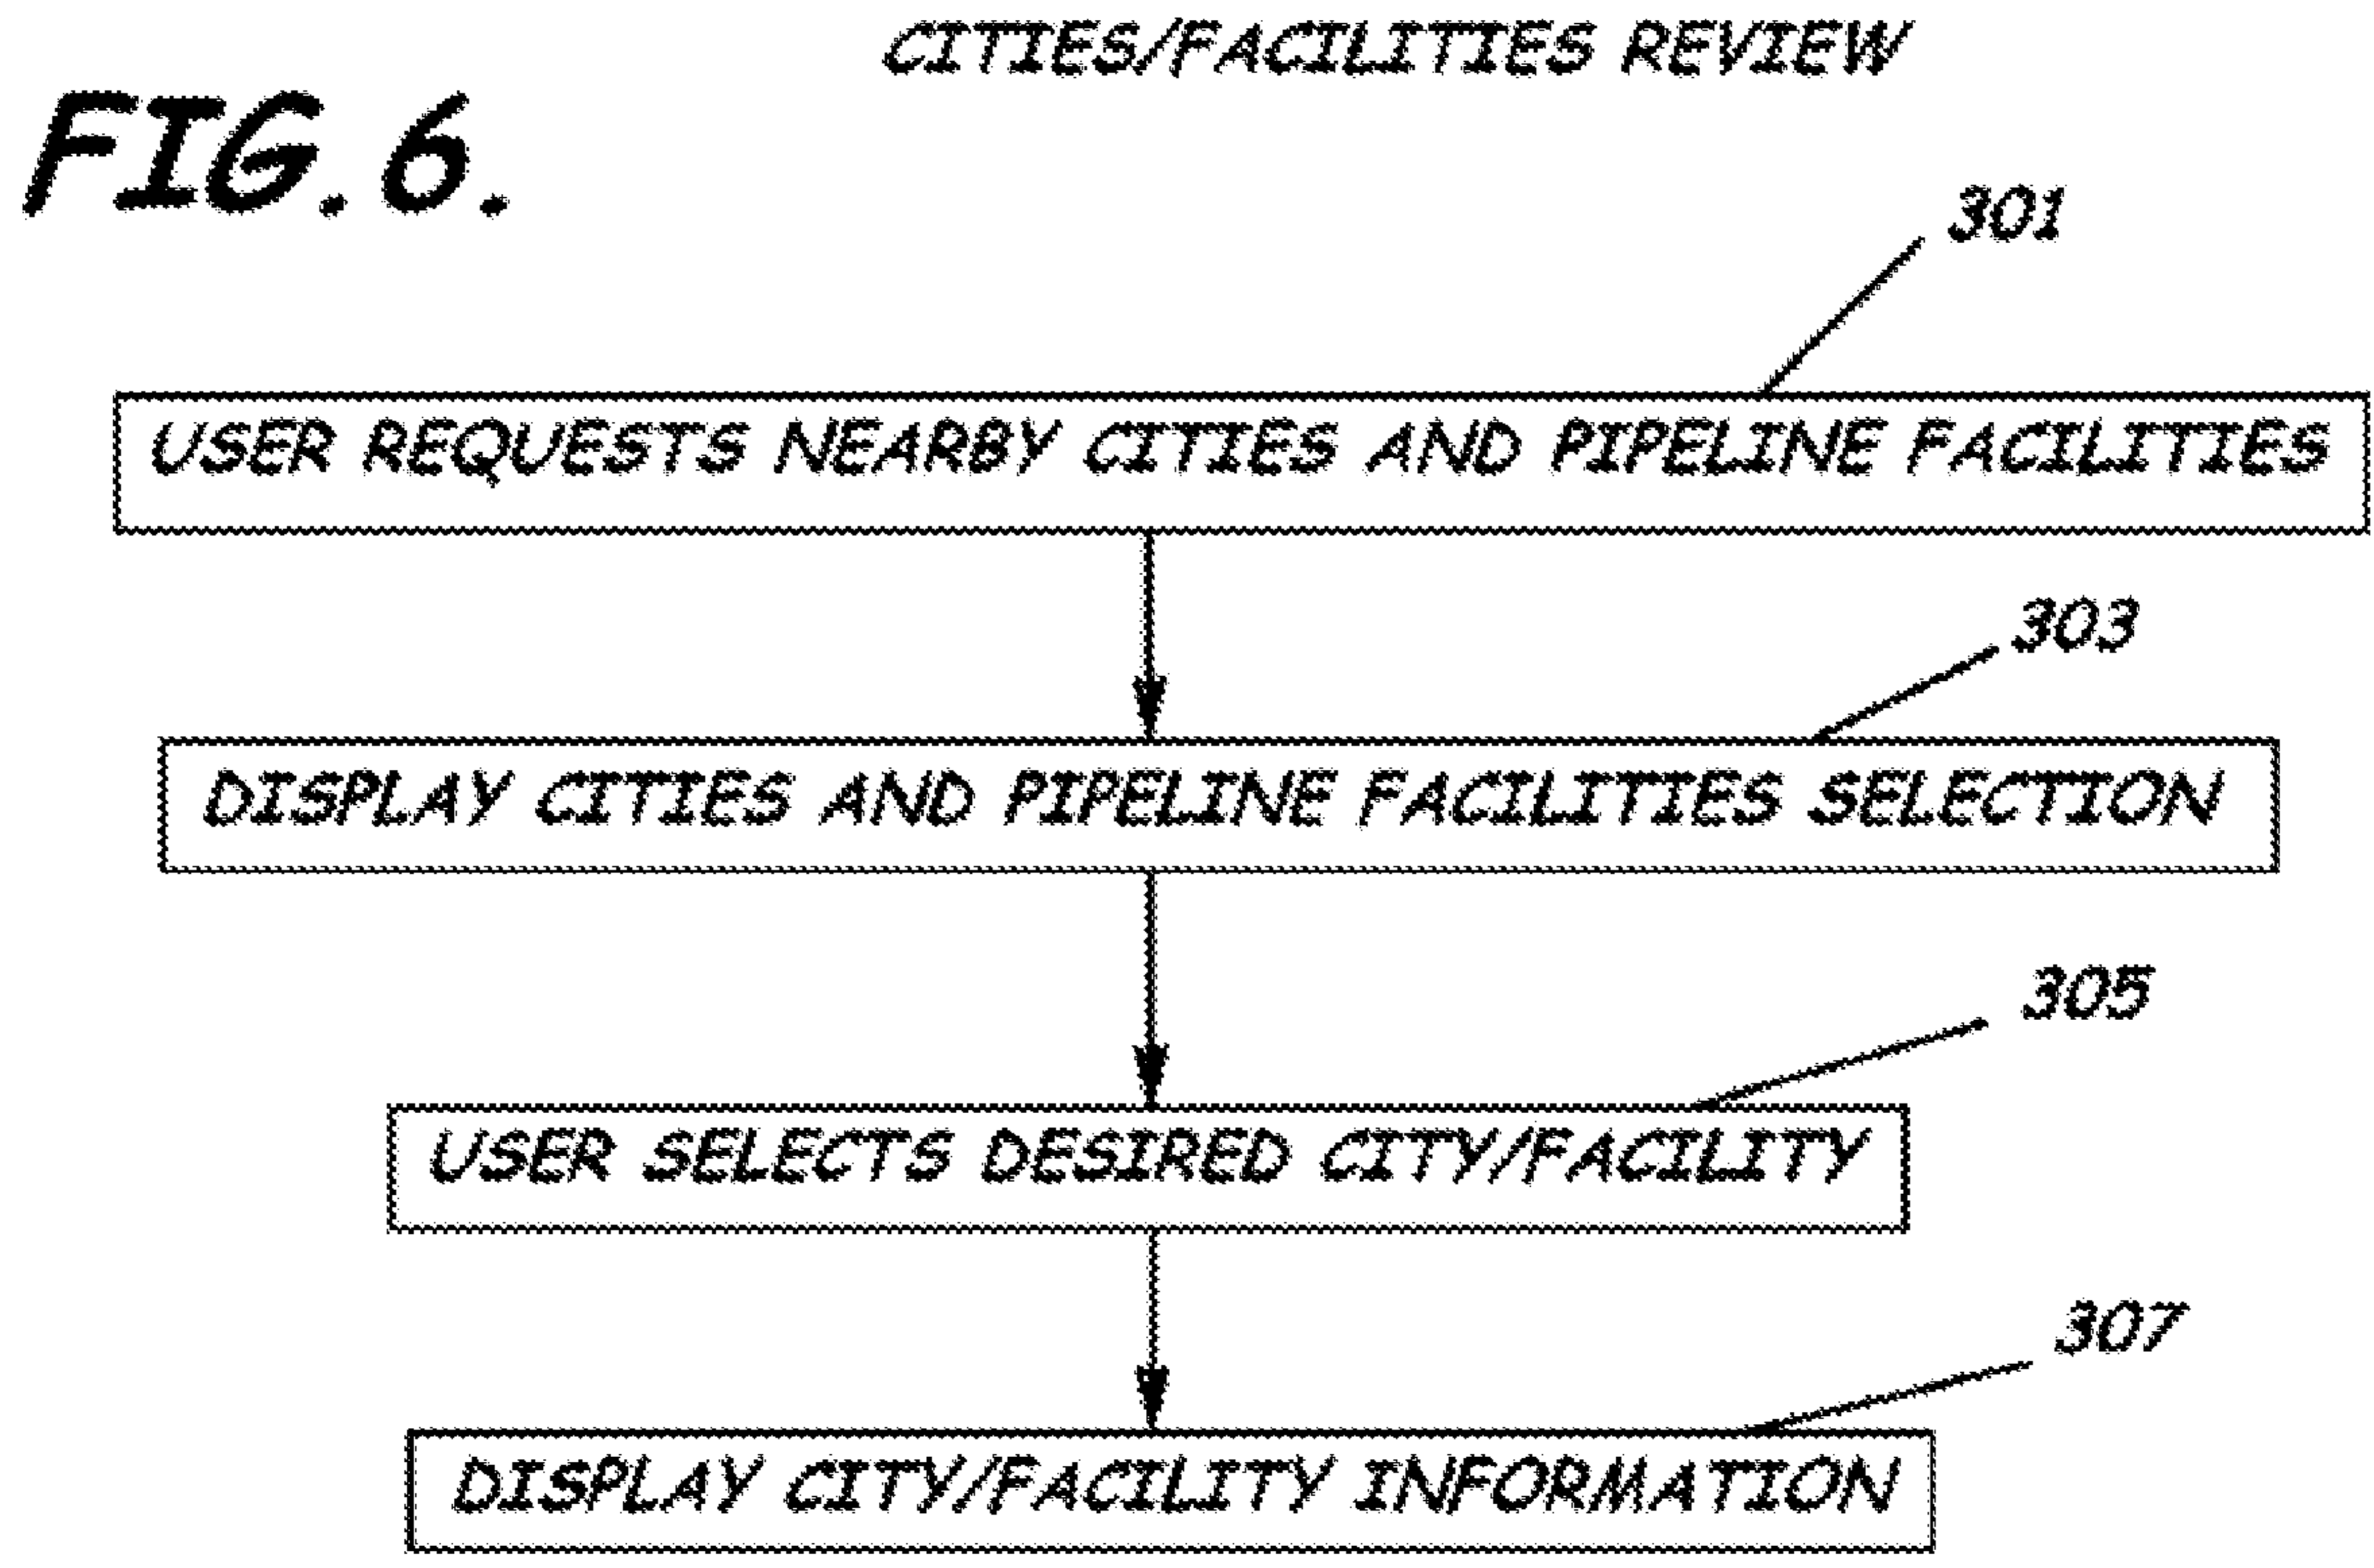 CITIES/FACILITIES REVIEW
FIG. 6.
301
USER REQUESTS NEARBY CITIES AND PIPELINE FACILITIES
303
DISPLAY CITIES AND PIPELINE FACILITIES SELECTION
305
USER SELECTS DESIRED CITY/FACILITY
307
DISPLAY CITY/FACILITY INFORMATION